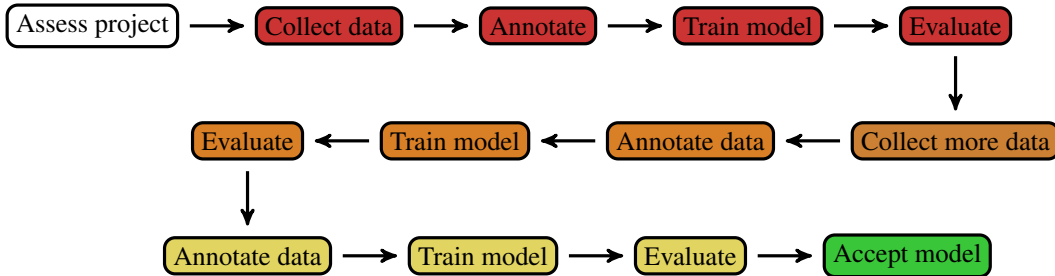 Assess project Collect data Annotate Train model Evaluate
Evaluate Train model Annotate data Collect more data
Annotate data Train model Evaluate Accept model